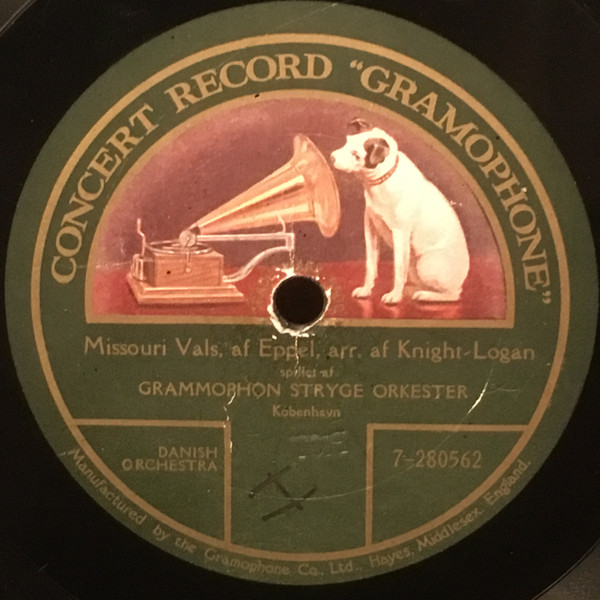 CONCERT RECORD "GRAMOPHONE"
Missouri Vals, af Eppel, arr. af Knight-Logan
spillet af
GRAMMOPHON STRYGE ORKESTER
Kobenhavn
DANISH
ORCHESTRA
7-280562
Manufactured by the Gramophone Co., Ltd., Hayes, Middlesex, England.